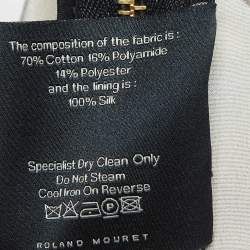 The composition of the fabric is :
70% Cotton 16% Polyamide
14% Polyester
and the lining is :
100% Silk
Specialist Dry Clean Only
Do Not Steam
Cool Iron On Reverse
ROLAND MOURET